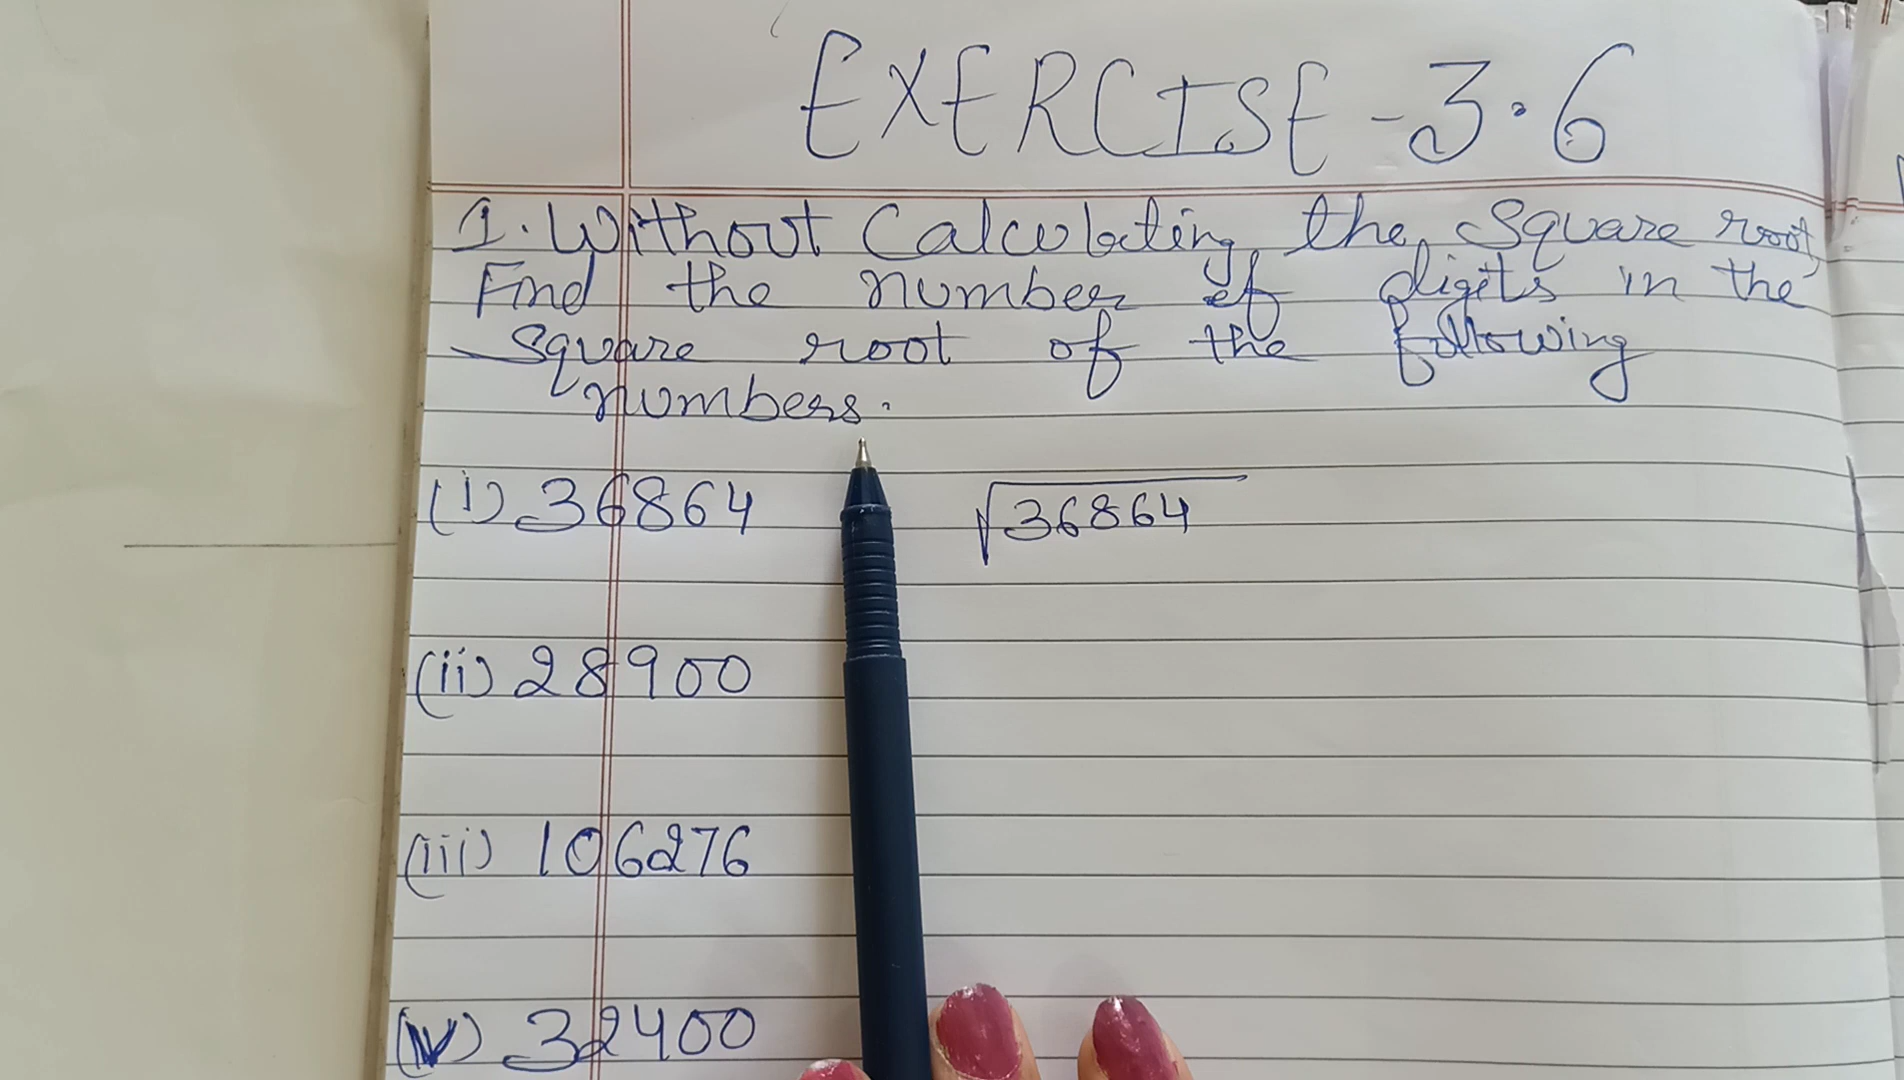 EXERCISE-3.6
1. Without Calculating, the, Square root,
Find the number of digits in the
Square root of the following
numbers.
(i) 36864 √36864
(ii) 28900
(iii) 106276
(iv) 32400